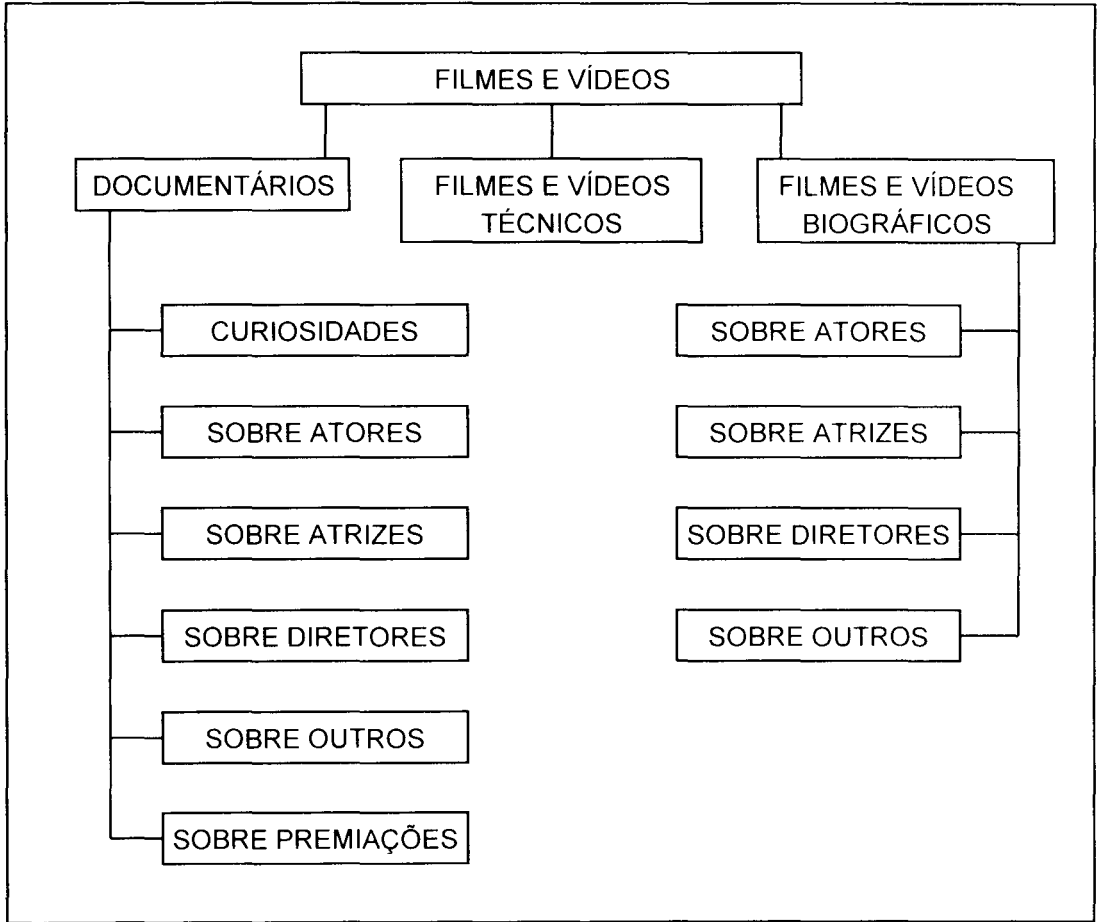 FILMES E VÍDEOS
DOCUMENTÁRIOS
FILMES E VÍDEOS
TÉCNICOS
FILMES E VÍDEOS
BIOGRÁFICOS
CURIOSIDADES
SOBRE ATORES
SOBRE ATRIZES
SOBRE DIRETORES
SOBRE OUTROS
SOBRE PREMIAÇÕES
SOBRE ATORES
SOBRE ATRIZES
SOBRE DIRETORES
SOBRE OUTROS